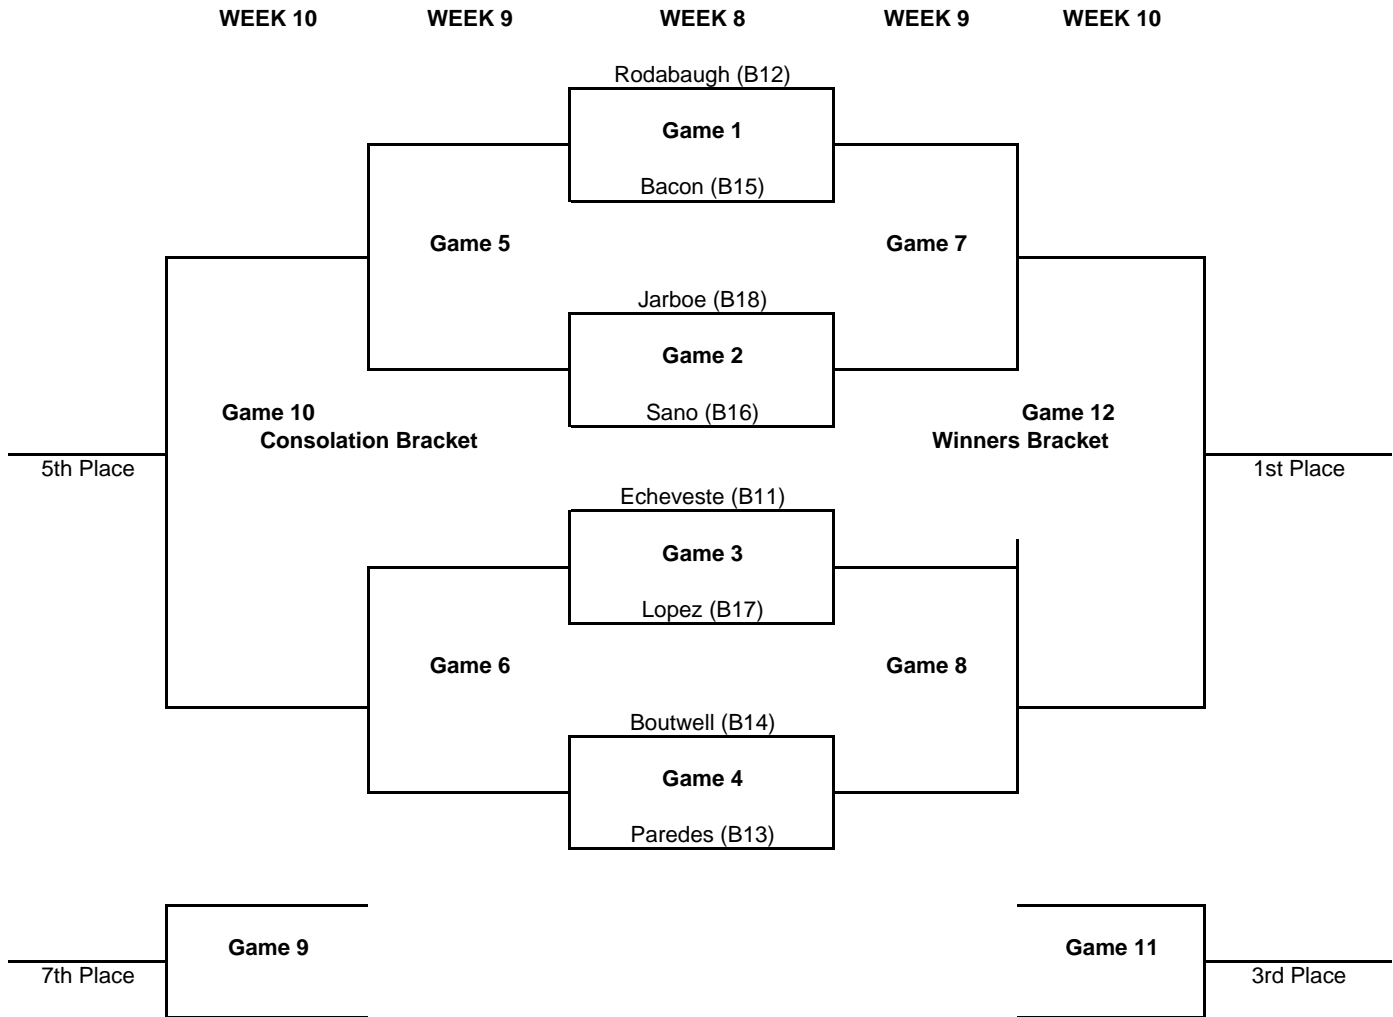 WEEK 10 WEEK 9 WEEK 8 WEEK 9 WEEK 10
Rodabaugh (B12)
Game 1
Bacon (B15)
Game 5 Game 7
Jarboe (B18)
Game 2
Game 10 Sano (B16) Game 12
Consolation Bracket Winners Bracket
5th Place 1st Place
Echeveste (B11)
Game 3
Lopez (B17)
Game 6 Game 8
Boutwell (B14)
Game 4
Paredes (B13)
Game 9 Game 11
7th Place 3rd Place